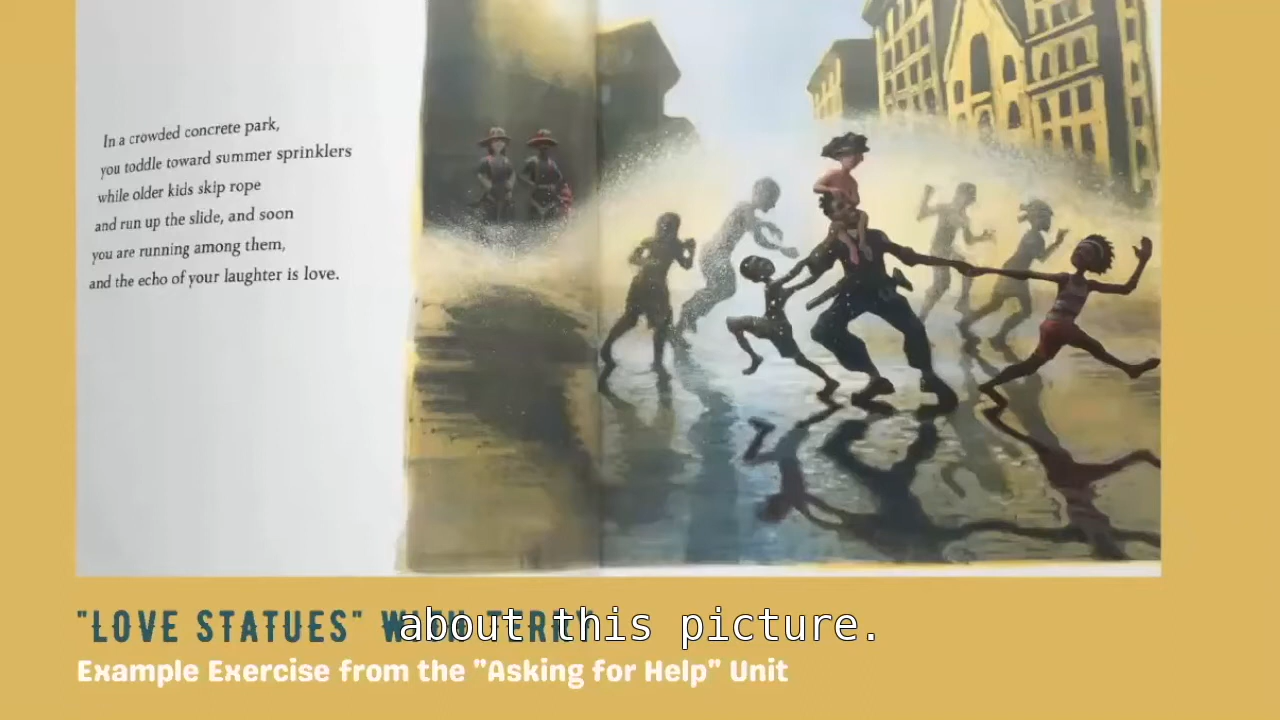 In a crowded concrete park,
you toddle toward summer sprinklers
while older kids skip rope
and run up the slide, and soon
you are running among them,
and the echo of your laughter is love.
"LOVE STATUES" WITH
about this picture.
Example Exercise from the "Asking for Help" Unit